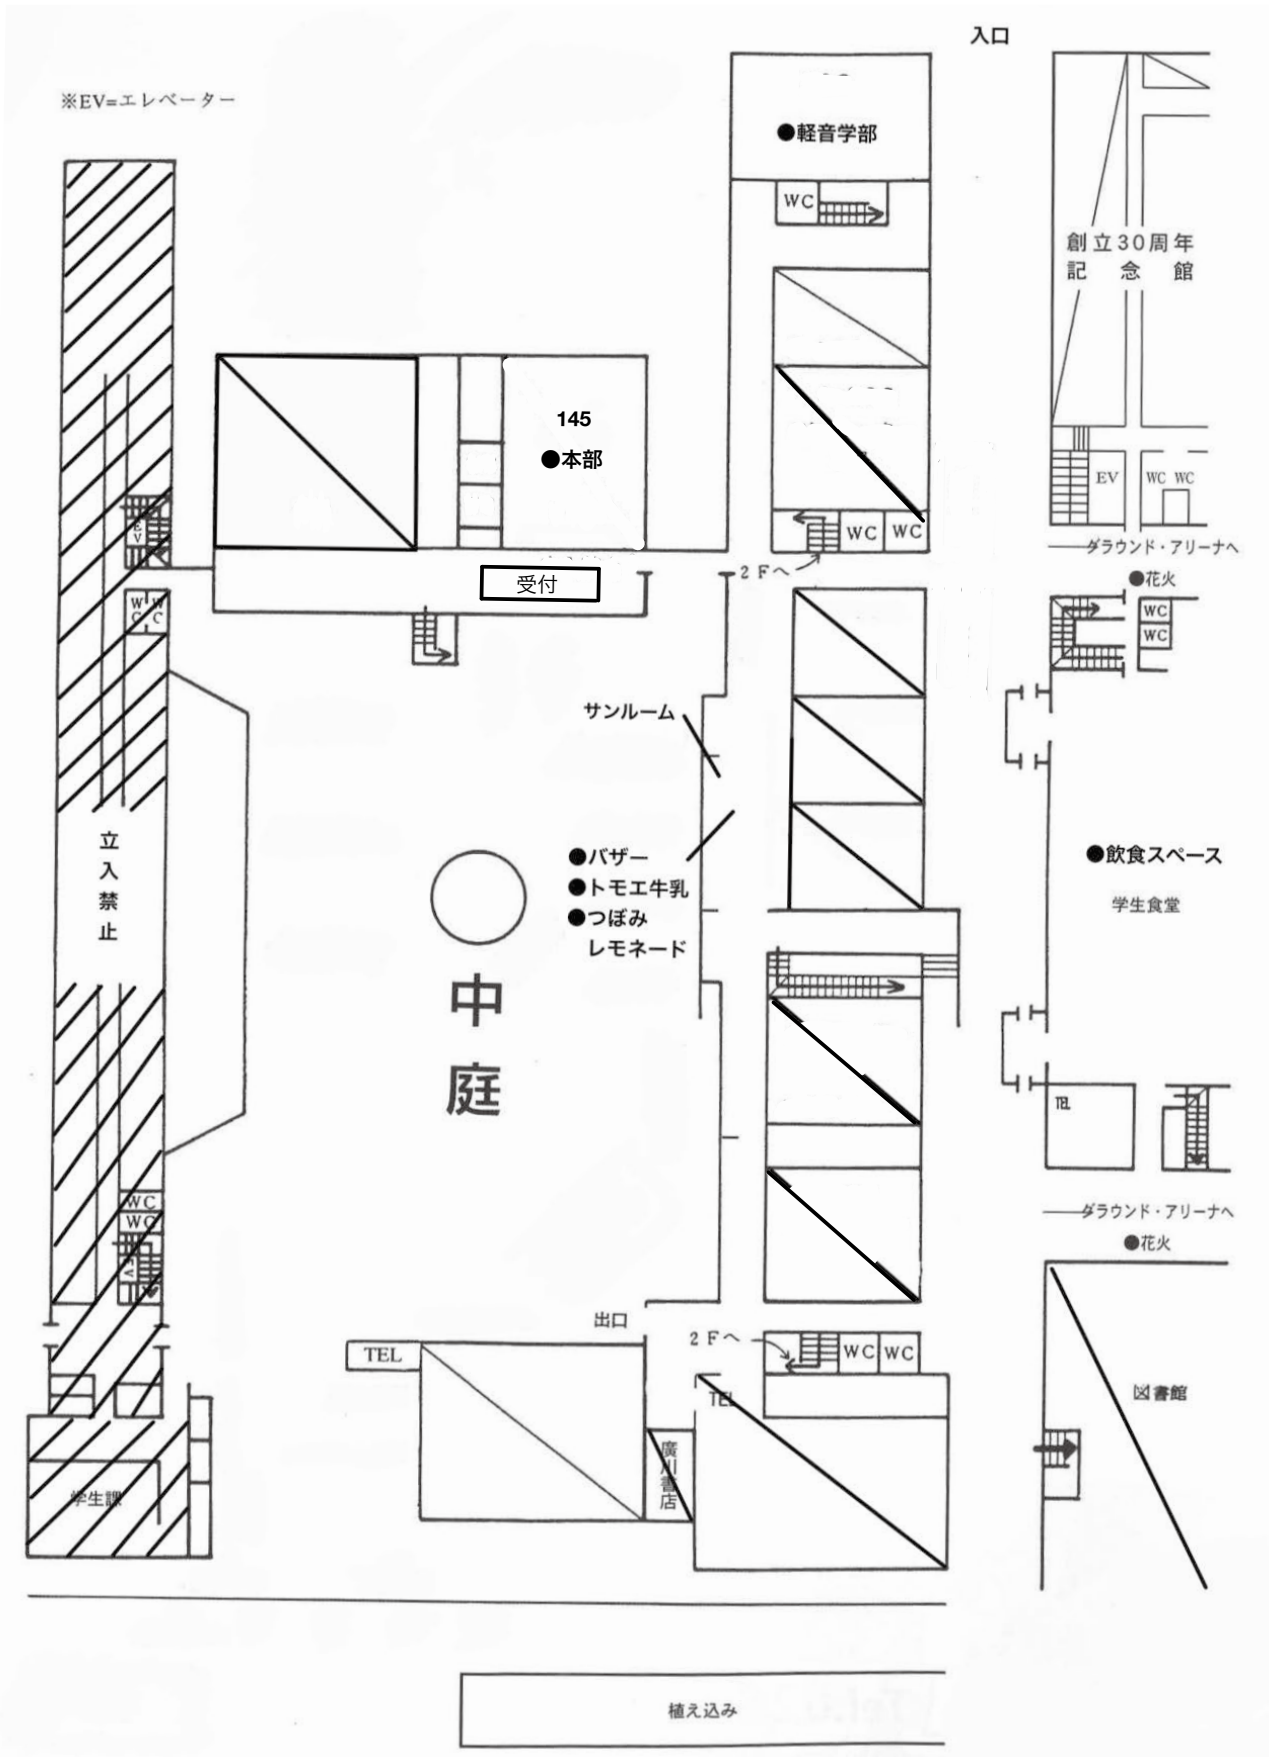 入口
※EV=エレベーター
●軽音学部
WC
創立30周年
記念館
145
●本部
EV
WC WC
EV
WC
WC
グラウンド・アリーナへ
●花火
受付
2Fへ
WC
WC
WC
WC
サンルーム
立入禁止
●バザー
●トモエ牛乳
●つぼみ
レモネード
●飲食スペース
学生食堂
中庭
TEL
WC
WC
EV
グラウンド・アリーナへ
●花火
出口
2Fへ
WC
WC
TEL
TEL
図書館
廣川書店
学生課
植え込み